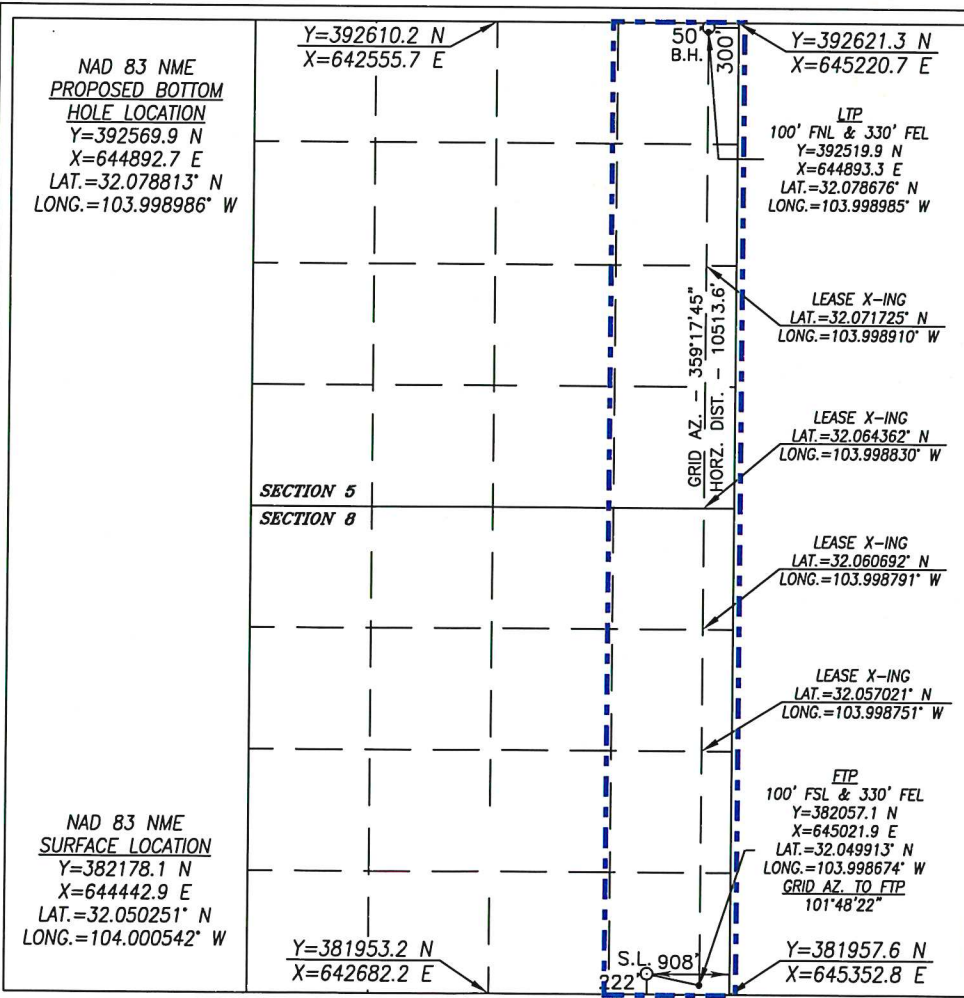 NAD 83 NME
PROPOSED BOTTOM
HOLE LOCATION
Y=392569.9 N
X=644892.7 E
LAT.=32.078813° N
LONG.=103.998986° W
NAD 83 NME
SURFACE LOCATION
Y=382178.1 N
X=644442.9 E
LAT.=32.050251° N
LONG.=104.000542° W
Y=392610.2 N
X=642555.7 E
50'
B.H.
300'
Y=392621.3 N
X=645220.7 E
LTP
100' FNL & 330' FEL
Y=392519.9 N
X=644893.3 E
LAT.=32.078676° N
LONG.=103.998985° W
LEASE X-ING
LAT.=32.071725° N
LONG.=103.998910° W
GRID AZ. - 359°17'45"
HORZ. DIST. - 10513.6'
LEASE X-ING
LAT.=32.064362° N
LONG.=103.998830° W
SECTION 5
SECTION 8
LEASE X-ING
LAT.=32.060692° N
LONG.=103.998791° W
LEASE X-ING
LAT.=32.057021° N
LONG.=103.998751° W
FTP
100' FSL & 330' FEL
Y=382057.1 N
X=645021.9 E
LAT.=32.049913° N
LONG.=103.998674° W
GRID AZ. TO FTP
101°48'22"
Y=381953.2 N
X=642682.2 E
S.L. 908'
222'
Y=381957.6 N
X=645352.8 E